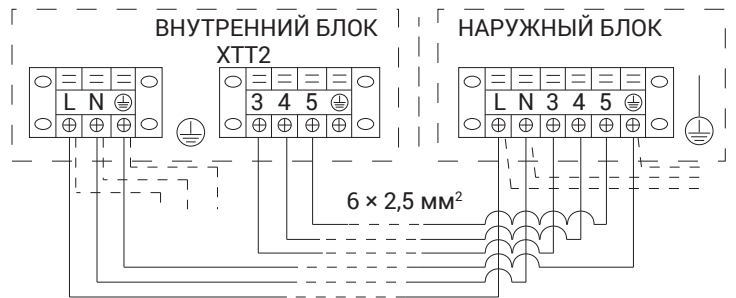 ВНУТРЕННИЙ БЛОК
НАРУЖНЫЙ БЛОК
XTT2
L N
3 4 5
L N 3 4 5
6 × 2,5 мм²